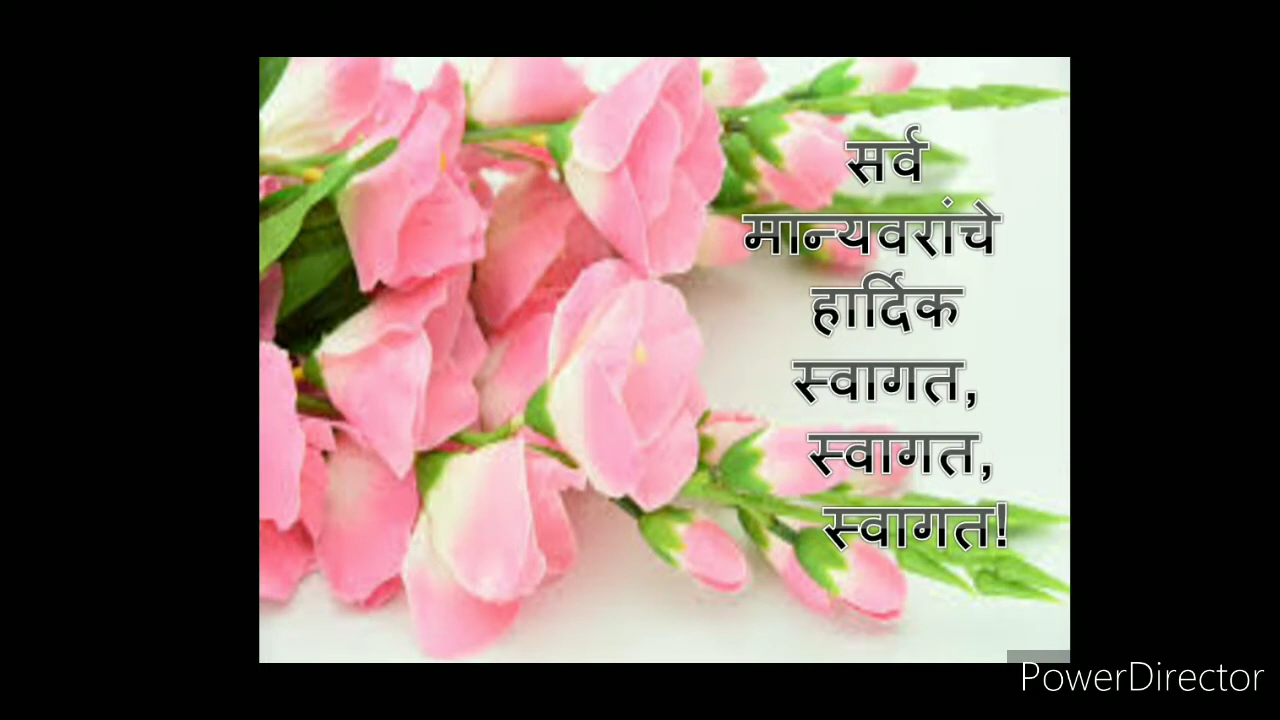 सर्व
मान्यवरांचे
हार्दिक
स्वागत,
स्वागत,
स्वागत!
PowerDirector